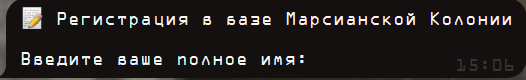 📝 Регистрация в базе Марсианской Колонии
Введите ваше полное имя:
15:06